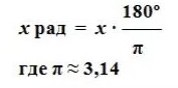 x рад = x · 180° / π
где π ≈ 3,14